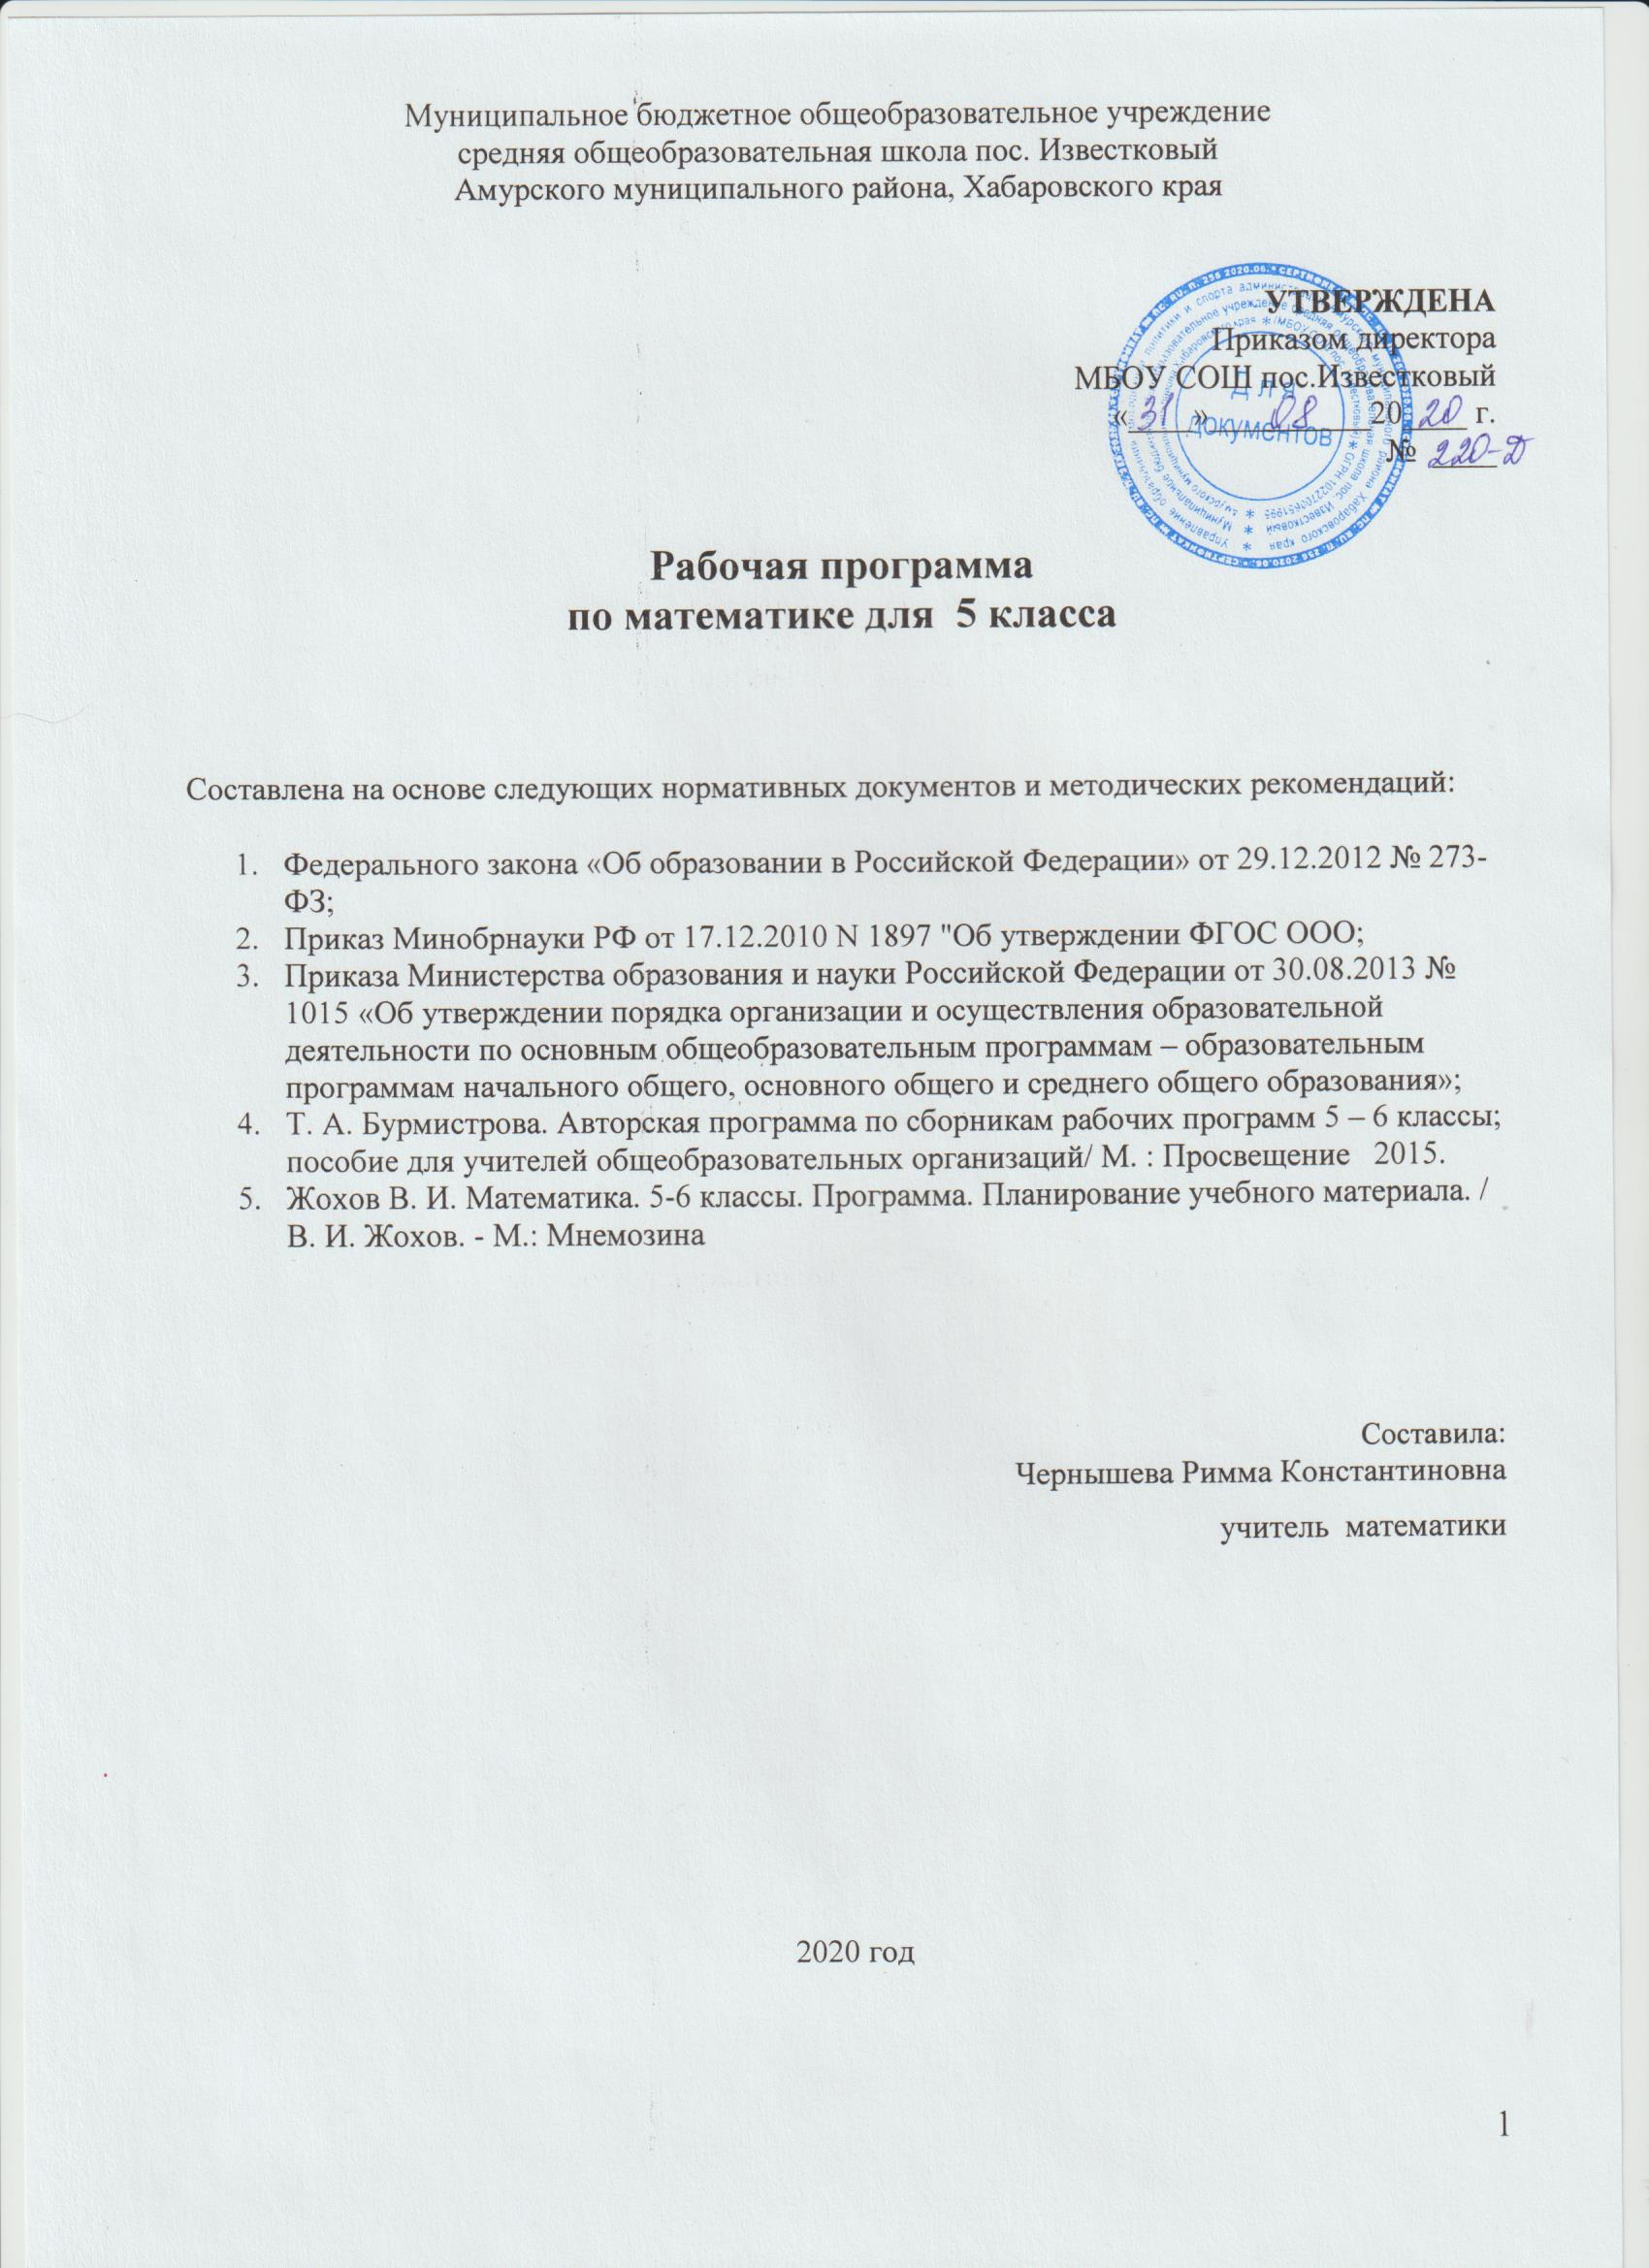 Муниципальное бюджетное общеобразовательное учреждение
средняя общеобразовательная школа пос. Известковый
Амурского муниципального района, Хабаровского края
УТВЕРЖДЕНА
Приказом директора
МБОУ СОШ пос.Известковый
«31» 08 2020 г.
№ 220-Д
Для
документов
Рабочая программа
по математике для 5 класса
Составлена на основе следующих нормативных документов и методических рекомендаций:
1. Федерального закона «Об образовании в Российской Федерации» от 29.12.2012 № 273-
ФЗ;
2. Приказ Минобрнауки РФ от 17.12.2010 N 1897 "Об утверждении ФГОС ООО;
3. Приказа Министерства образования и науки Российской Федерации от 30.08.2013 №
1015 «Об утверждении порядка организации и осуществления образовательной
деятельности по основным общеобразовательным программам – образовательным
программам начального общего, основного общего и среднего общего образования»;
4. Т. А. Бурмистрова. Авторская программа по сборникам рабочих программ 5 – 6 классы;
пособие для учителей общеобразовательных организаций/ М. : Просвещение 2015.
5. Жохов В. И. Математика. 5-6 классы. Программа. Планирование учебного материала. /
В. И. Жохов. - М.: Мнемозина
Составила:
Чернышева Римма Константиновна
учитель математики
2020 год
1